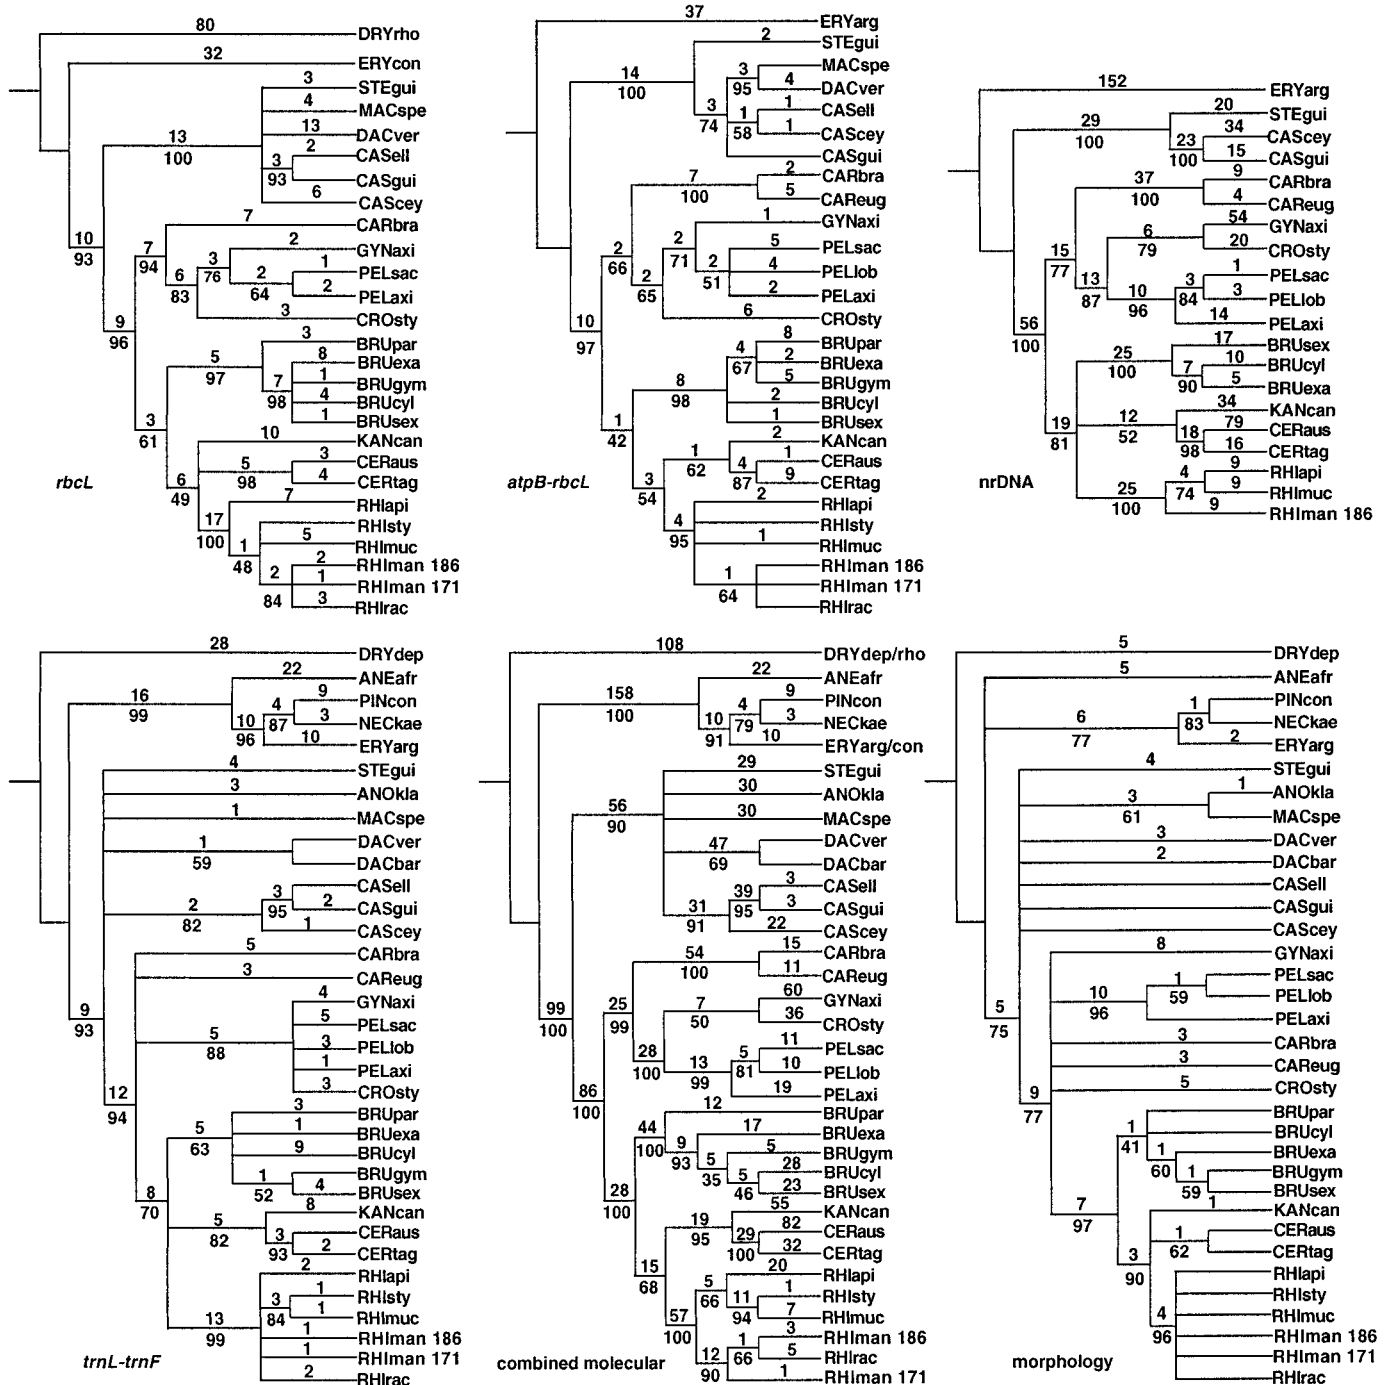 80
DRYrho
32
ERYcon
3
STEgui
4
MACspe
13
DACver
13
100
2
CASell
3
93
CASgui
6
CAScey
10
93
7
CARbra
7
94
2
GYNaxi
3
76
1
PELsac
6
83
2
64
2
PELaxi
3
CROsty
9
96
3
BRUpar
5
97
8
BRUexa
1
BRUgym
7
98
4
BRUcyl
1
BRUsex
3
61
10
KANcan
3
CERaus
5
98
4
CERtag
6
49
7
RHIapi
17
100
RHIsty
5
RHImuc
1
48
2
RHIman 186
2
84
1
RHIman 171
3
RHIrac
rbcL
37
ERYarg
2
STEgui
14
100
MACspe
3
95
4
DACver
3
74
1
CASell
1
58
1
CAScey
CASgui
2
CARbra
7
100
5
CAReug
1
GYNaxi
2
66
2
71
5
PELsac
4
PELlob
2
51
2
PELaxi
2
65
6
CROsty
10
97
8
BRUpar
4
67
2
BRUexa
5
BRUgym
8
98
2
BRUcyl
1
BRUsex
1
42
2
KANcan
1
62
1
CERaus
4
87
9
CERtag
3
54
2
RHIapi
4
95
RHIsty
1
RHImuc
RHIman 186
1
64
RHIman 171
RHIrac
atpB-rbcL
152
ERYarg
20
STEgui
29
100
34
CAScey
23
100
15
CASgui
9
CARbra
37
100
4
CAReug
54
GYNaxi
6
79
20
CROsty
15
77
13
87
1
PELsac
3
84
3
PELlob
10
96
14
PELaxi
56
100
17
BRUsex
25
100
10
BRUcyl
7
90
5
BRUexa
34
KANcan
12
52
79
CERaus
18
98
16
CERtag
19
81
9
RHIapi
4
74
9
RHImuc
25
100
9
RHIman 186
nrDNA
28
DRYdep
22
ANEafr
16
99
9
PINcon
4
87
3
NECkae
10
96
10
ERYarg
4
STEgui
3
ANOkla
1
MACspe
DACver
1
59
DACbar
CASell
3
95
2
CASgui
2
82
1
CAScey
5
CARbra
3
CAReug
9
93
4
GYNaxi
5
PELsac
5
88
3
PELlob
1
PELaxi
3
CROsty
12
94
3
BRUpar
5
63
1
BRUexa
9
BRUcyl
BRUgym
1
52
4
BRUsex
8
70
8
KANcan
5
82
CERaus
3
93
2
CERtag
2
RHIapi
1
RHIsty
3
84
1
RHImuc
13
99
1
RHIman 186
1
RHIman 171
2
RHIrac
trnL-trnF
108
DRYdep/rho
22
ANEafr
158
100
9
PINcon
4
79
3
NECkae
10
91
10
ERYarg/con
29
STEgui
30
ANOkla
56
90
30
MACspe
DACver
47
69
DACbar
3
CASell
39
95
3
CASgui
31
91
22
CAScey
15
CARbra
54
100
11
CAReug
99
100
25
99
60
GYNaxi
7
50
36
CROsty
28
100
11
PELsac
5
81
10
PELlob
13
99
19
PELaxi
86
100
12
BRUpar
44
100
17
BRUexa
9
93
5
BRUgym
5
35
28
BRUcyl
5
46
23
BRUsex
28
100
55
KANcan
19
95
82
CERaus
29
100
32
CERtag
15
68
20
RHIapi
5
66
1
RHIsty
11
94
7
RHImuc
57
100
3
RHIman 186
1
66
5
RHIrac
12
90
1
RHIman 171
combined molecular
5
DRYdep
5
ANEafr
PINcon
1
83
6
77
NECkae
2
ERYarg
4
STEgui
1
ANOkla
3
61
MACspe
3
DACver
2
DACbar
CASell
CASgui
CAScey
8
GYNaxi
5
75
PELsac
1
59
PELlob
10
96
PELaxi
3
CARbra
3
CAReug
5
CROsty
9
77
BRUpar
1
41
BRUcyl
1
60
BRUexa
BRUgym
1
59
BRUsex
7
97
1
KANcan
CERaus
1
62
CERtag
3
90
RHIapi
RHIsty
4
96
RHImuc
RHIman 186
RHIman 171
RHIrac
morphology